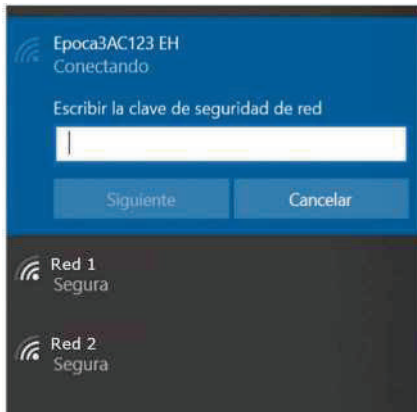 Epoca3AC123 EH
Conectando
Escribir la clave de seguridad de red
Siguiente Cancelar
Red 1
Segura
Red 2
Segura